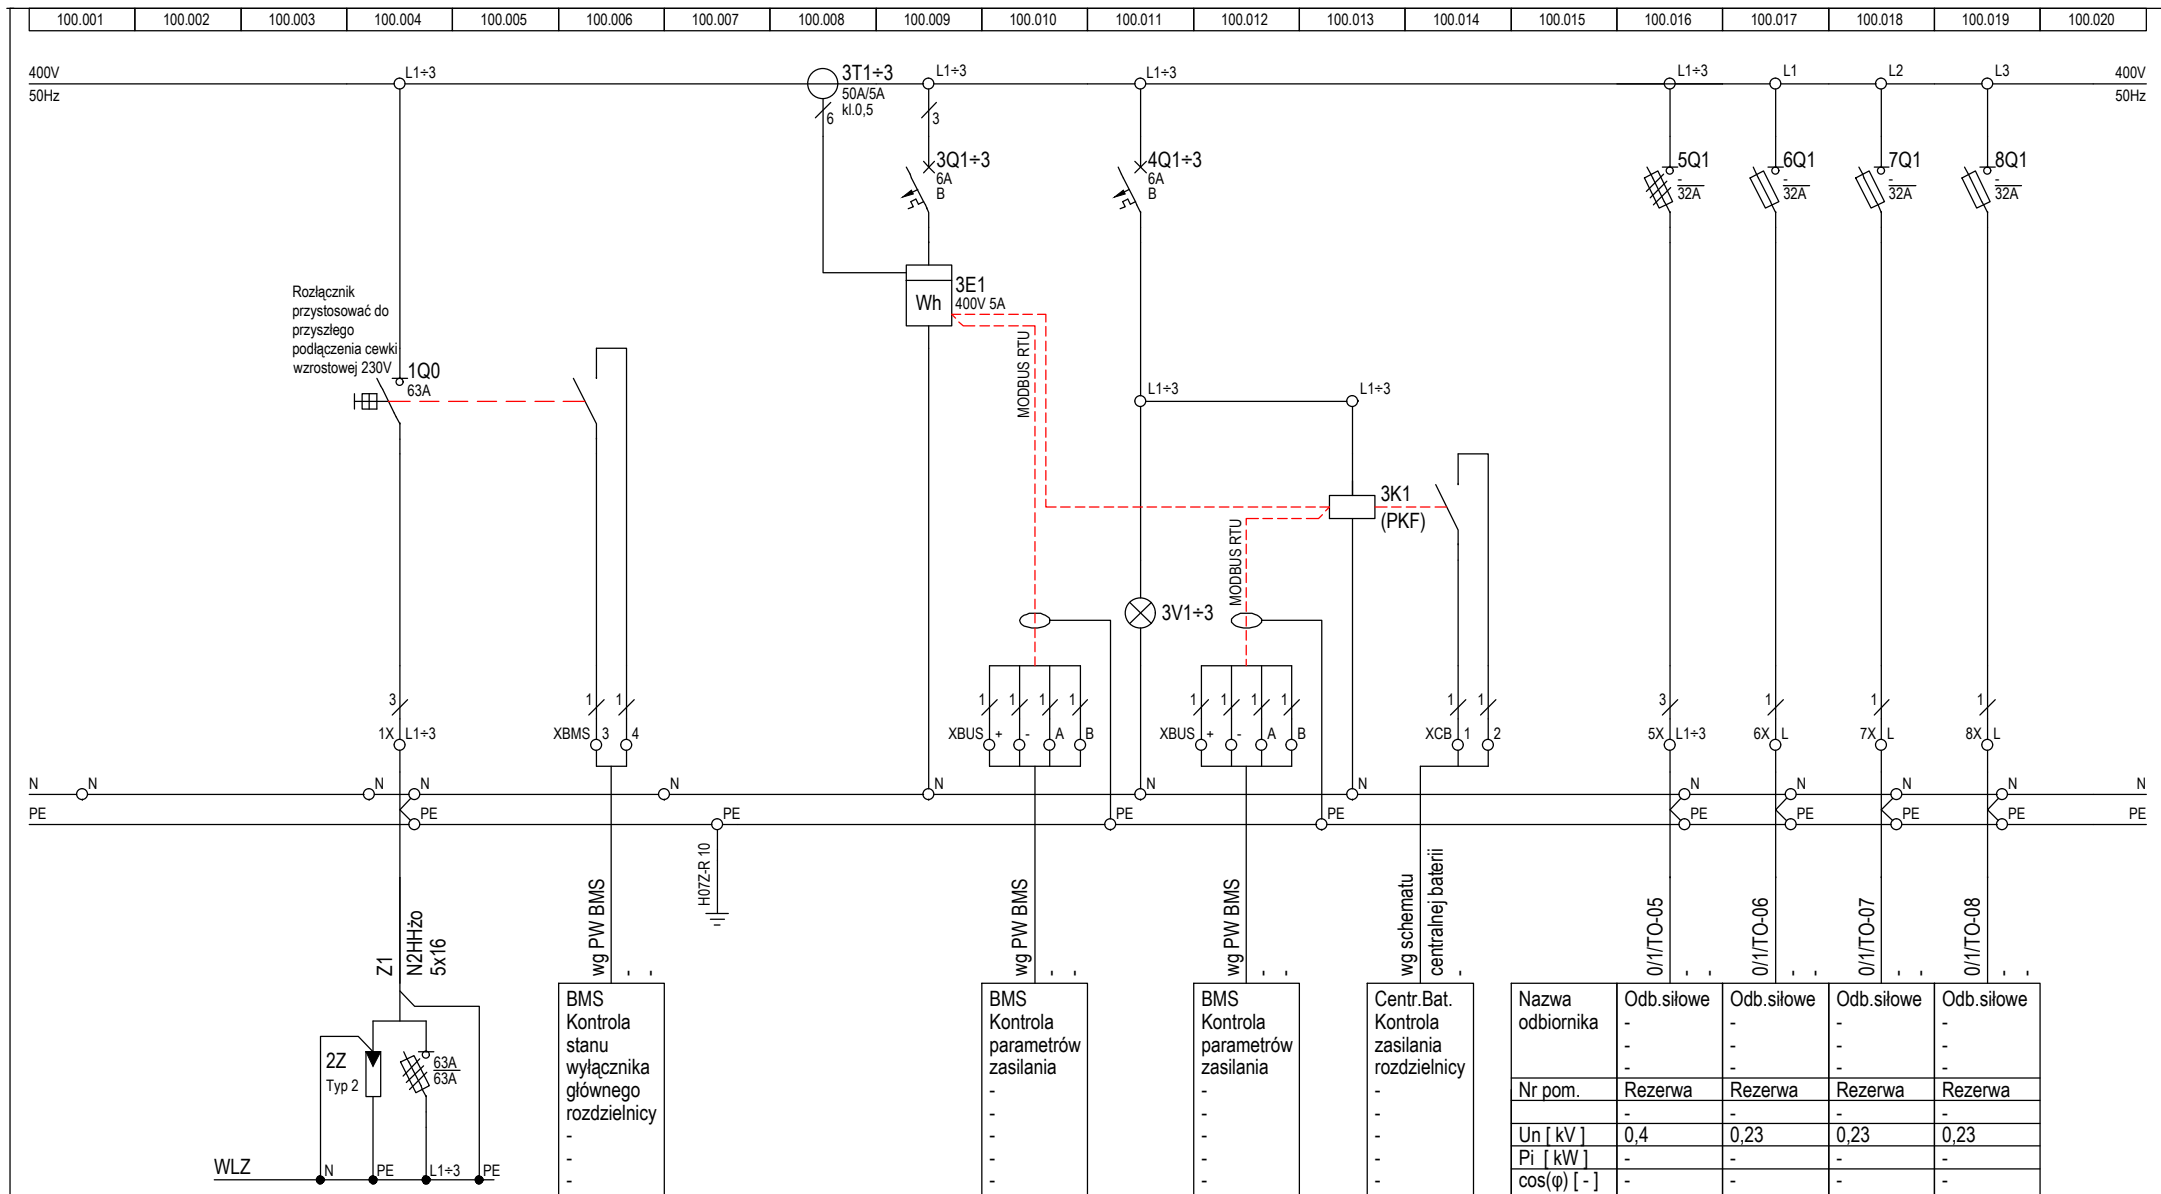 100.001 100.002 100.003 100.004 100.005 100.006 100.007 100.008 100.009 100.010 100.011 100.012 100.013 100.014 100.015 100.016 100.017 100.018 100.019 100.020
400V
50Hz
L1÷3
3T1÷3
50A/5A
kl.0,5
6
L1÷3
3
L1÷3
L1÷3
L1
L2
L3
400V
50Hz
3Q1÷3
6A
B
4Q1÷3
6A
B
5Q1
-
32A
6Q1
-
32A
7Q1
-
32A
8Q1
-
32A
3E1
400V 5A
Wh
Rozłącznik
przystosować do
przyszłego
podłączenia cewki
wzrostowej 230V
1Q0
63A
MODBUS RTU
L1÷3
L1÷3
3K1
(PKF)
MODBUS RTU
3V1÷3
3
1X L1÷3
1 1
XBMS 3 4
1 1 1 1
XBUS + - A B
1 1 1 1
XBUS + - A B
1 1
XCB 1 2
3
5X L1÷3
1
6X L
1
7X L
1
8X L
N N N N N N N N N N N N N
PE PE PE PE PE PE PE PE PE PE
H07Z-R 10
Z1
N2HHżo
5x16
wg PW BMS - -
wg PW BMS - -
wg PW BMS - -
wg schematu
centralnej baterii -
0/1/TO-05 - -
0/1/TO-06 - -
0/1/TO-07 - -
0/1/TO-08 - -
2Z
Typ 2
63A
63A
WLZ
N PE L1÷3 PE
BMS
Kontrola
stanu
wyłącznika
głównego
rozdzielnicy
-
-
-
BMS
Kontrola
parametrów
zasilania
-
-
-
-
-
BMS
Kontrola
parametrów
zasilania
-
-
-
-
-
Centr.Bat.
Kontrola
zasilania
rozdzielnicy
-
-
-
-
-
Nazwa Odb.siłowe Odb.siłowe Odb.siłowe Odb.siłowe
odbiornika - - - -
- - - -
- - - -
Nr pom. Rezerwa Rezerwa Rezerwa Rezerwa
- - - -
Un [ kV ] 0,4 0,23 0,23 0,23
Pi [ kW ] - - - -
cos(φ) [ - ] - - - -